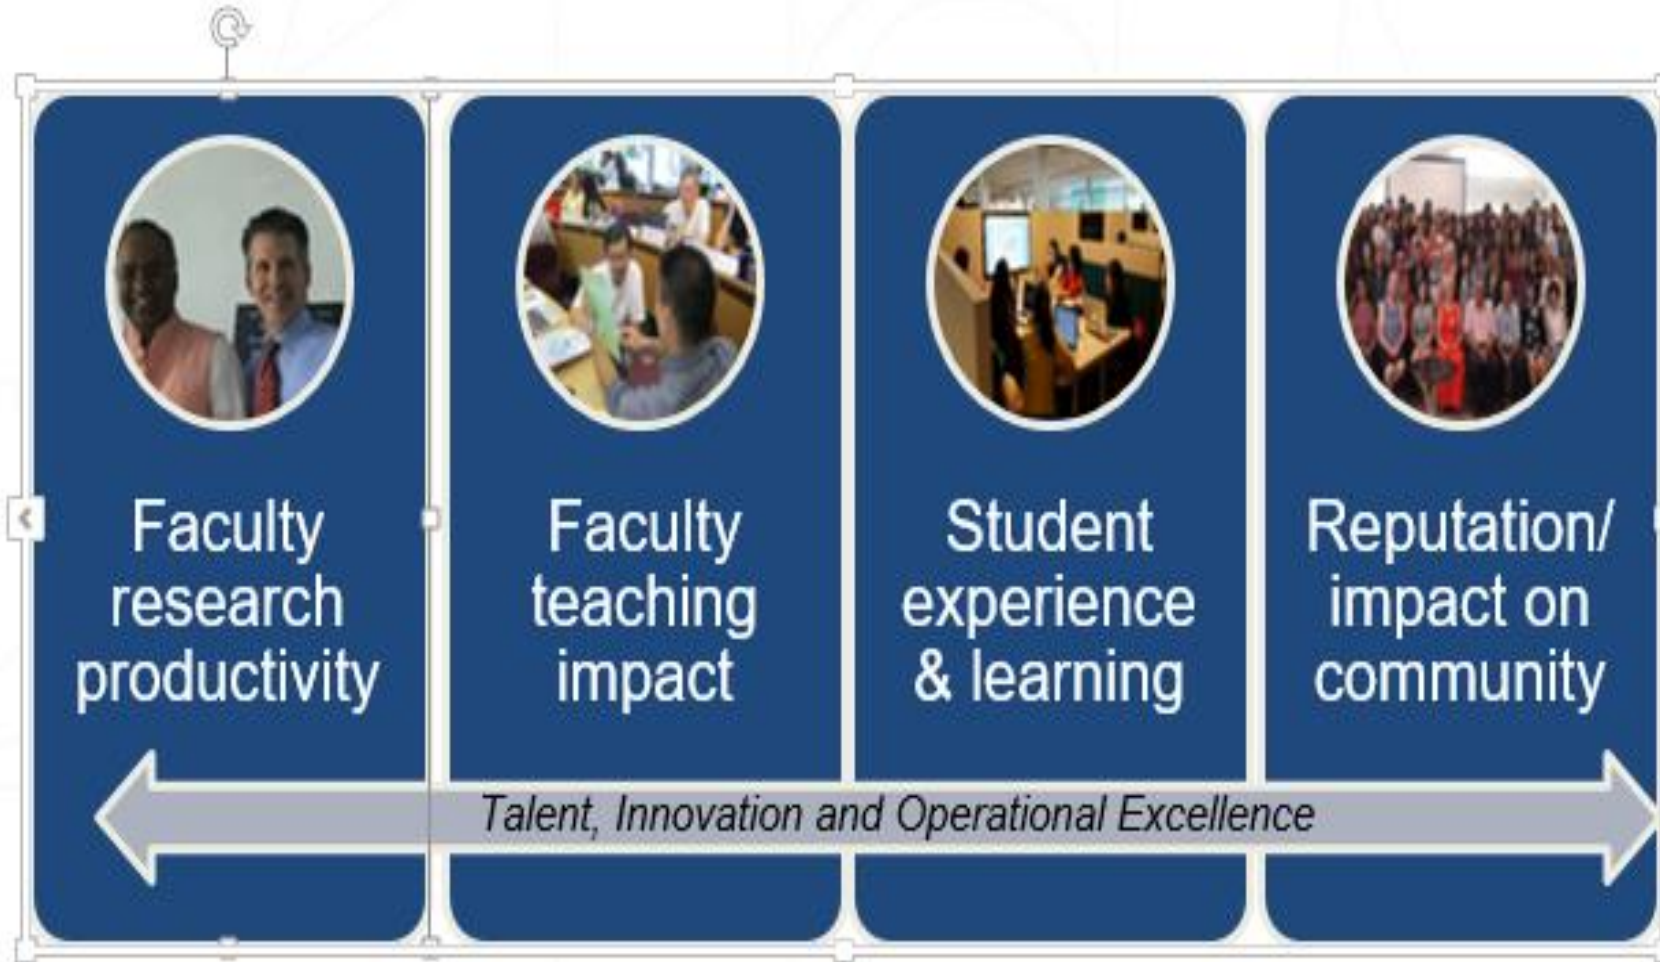 Faculty
research
productivity
Faculty
teaching
impact
Student
experience
& learning
Reputation/
impact on
community
Talent, Innovation and Operational Excellence